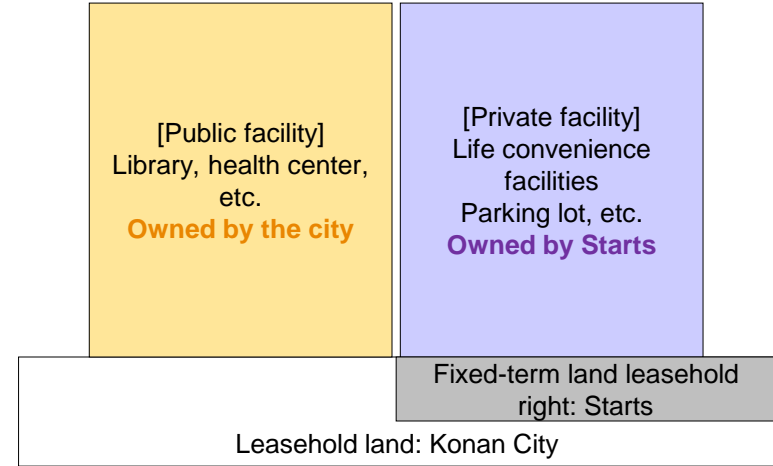 [Public facility]
Library, health center,
etc.
Owned by the city
[Private facility]
Life convenience
facilities
Parking lot, etc.
Owned by Starts
Fixed-term land leasehold
right: Starts
Leasehold land: Konan City